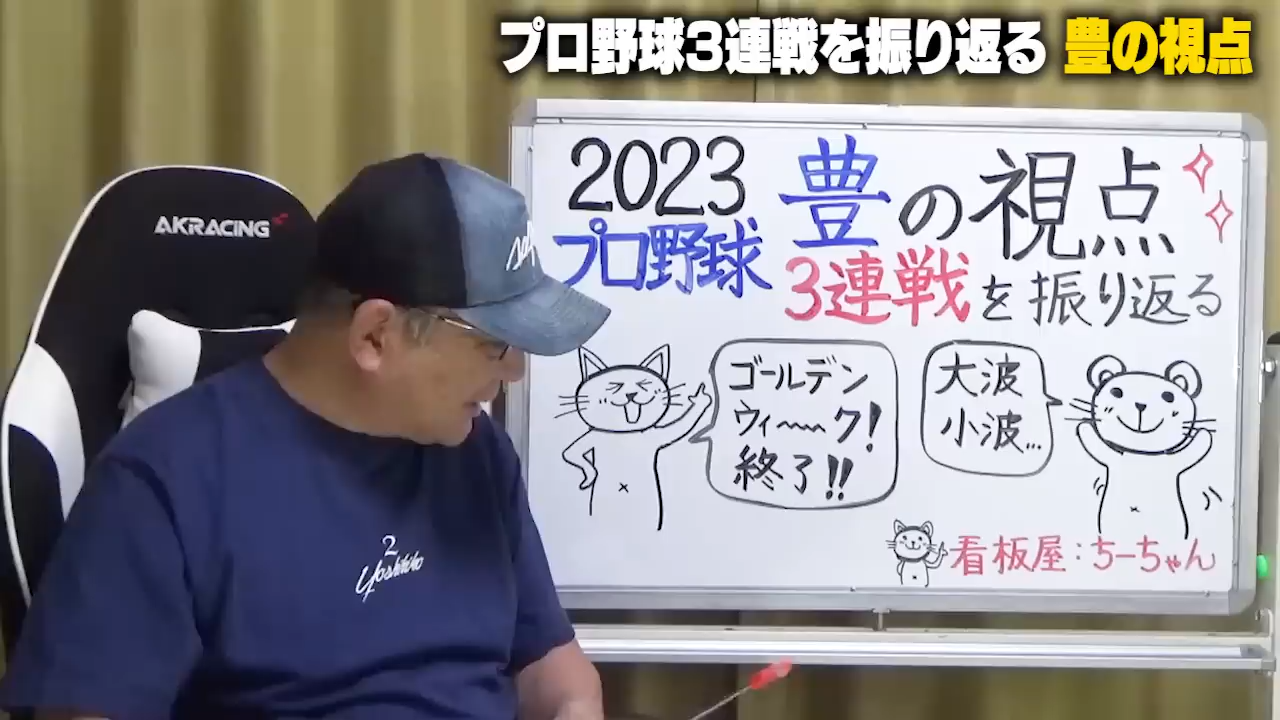 プロ野球3連戦を振り返る 豊の視点
AKRACING
2023
プロ野球
豊の視点
3連戦を振り返る
ゴールデン
ウィ〜〜ク!
終了!!
大波
小波...
看板屋:ちーちゃん
2
Yoshihiko